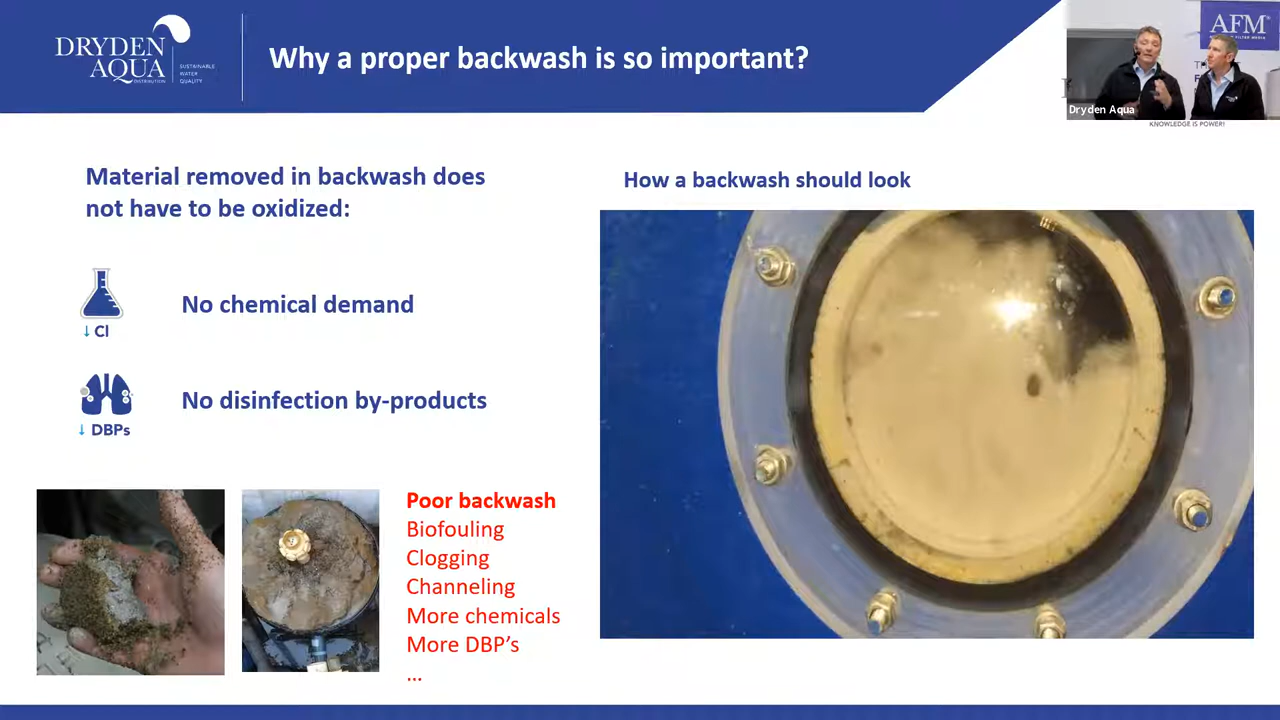 DRYDEN
AQUA
DISTRIBUTION
SUSTAINABLE
WATER
QUALITY
Why a proper backwash is so important?
AFM
Dryden Aqua
KNOWLEDGE IS POWER!
Material removed in backwash does
not have to be oxidized:
↓ Cl
No chemical demand
↓ DBPs
No disinfection by-products
How a backwash should look
Poor backwash
Biofouling
Clogging
Channeling
More chemicals
More DBP’s
...